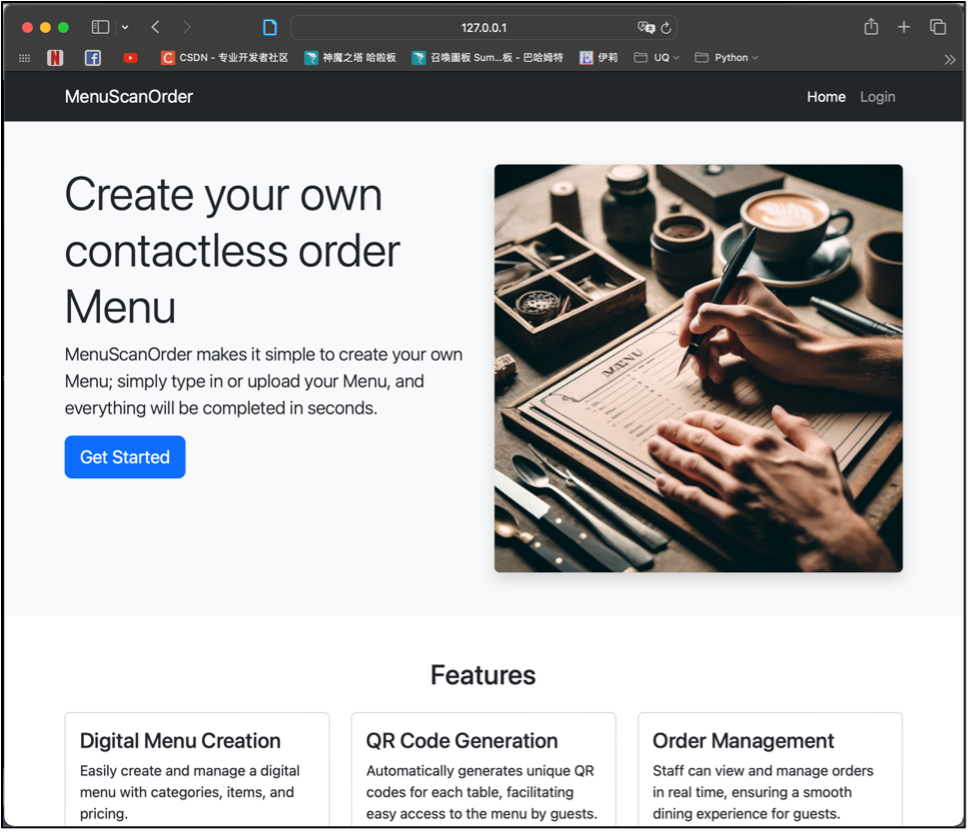 127.0.0.1
CSDN - 专业开发者社区
神魔之塔 哈啦板
召喚圖板 Sum...板 - 巴哈姆特
伊莉
UQ
Python
MenuScanOrder
Home
Login
Create your own
contactless order
Menu
MenuScanOrder makes it simple to create your own
Menu; simply type in or upload your Menu, and
everything will be completed in seconds.
Get Started
MENU
Features
Digital Menu Creation
Easily create and manage a digital
menu with categories, items, and
pricing.
QR Code Generation
Automatically generates unique QR
codes for each table, facilitating
easy access to the menu by guests.
Order Management
Staff can view and manage orders
in real time, ensuring a smooth
dining experience for guests.